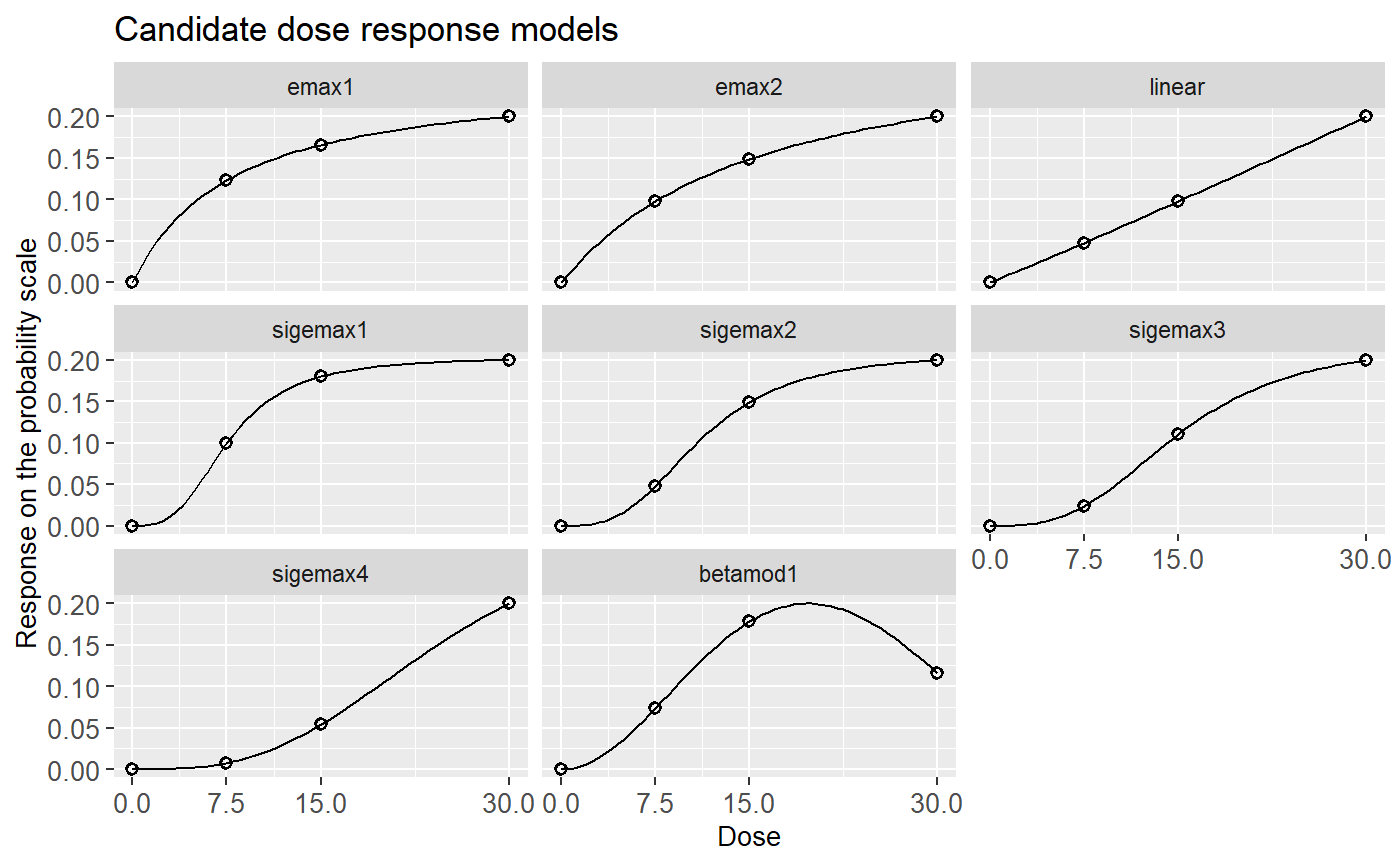 Candidate dose response models
emax1 emax2 linear
0.20
0.15
0.10
0.05
0.00
sigemax1 sigemax2 sigemax3
0.20
0.15
0.10
0.05
0.00
0.0 7.5 15.0 30.0
sigemax4 betamod1
0.20
0.15
0.10
0.05
0.00
0.0 7.5 15.0 30.0 0.0 7.5 15.0 30.0
Dose
Response on the probability scale